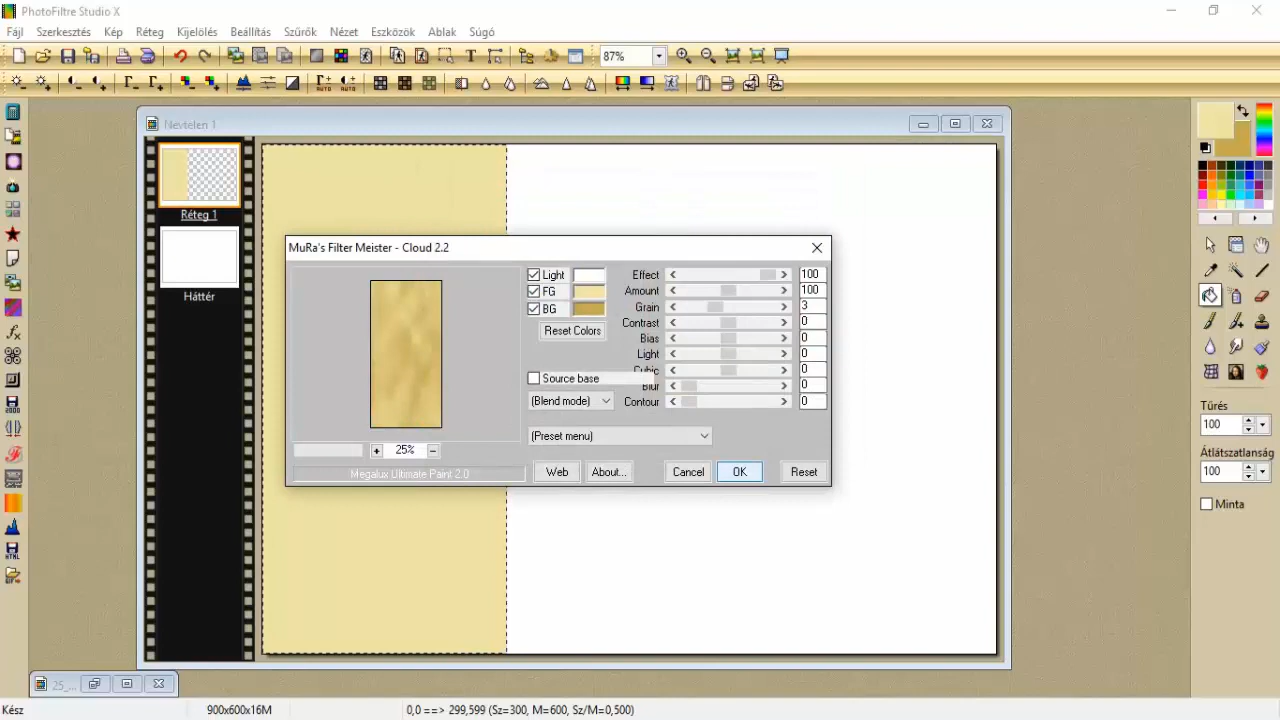 PhotoFiltre Studio X
Fájl Szerkesztés Kép Réteg Kijelölés Beállítás Szűrők Nézet Eszközök Ablak Súgó
87%
AUTO AUTO
Névtelen 1
Réteg 1
Háttér
MuRa's Filter Meister - Cloud 2.2
Light
FG
BG
Reset Colors
Source base
(Blend mode)
Effect 100
Amount 100
Grain 3
Contrast 0
Bias 0
Light 0
Cubic 0
Blur 0
Contour 0
(Preset menu)
+ 25% −
Megalux Ultimate Paint 2.0
Web About... Cancel OK Reset
Tűrés
100
Átlátszatlanság
100
Minta
25_...
Kész 900x600x16M 0,0 ==> 299,599 (Sz=300, M=600, Sz/M=0,500)